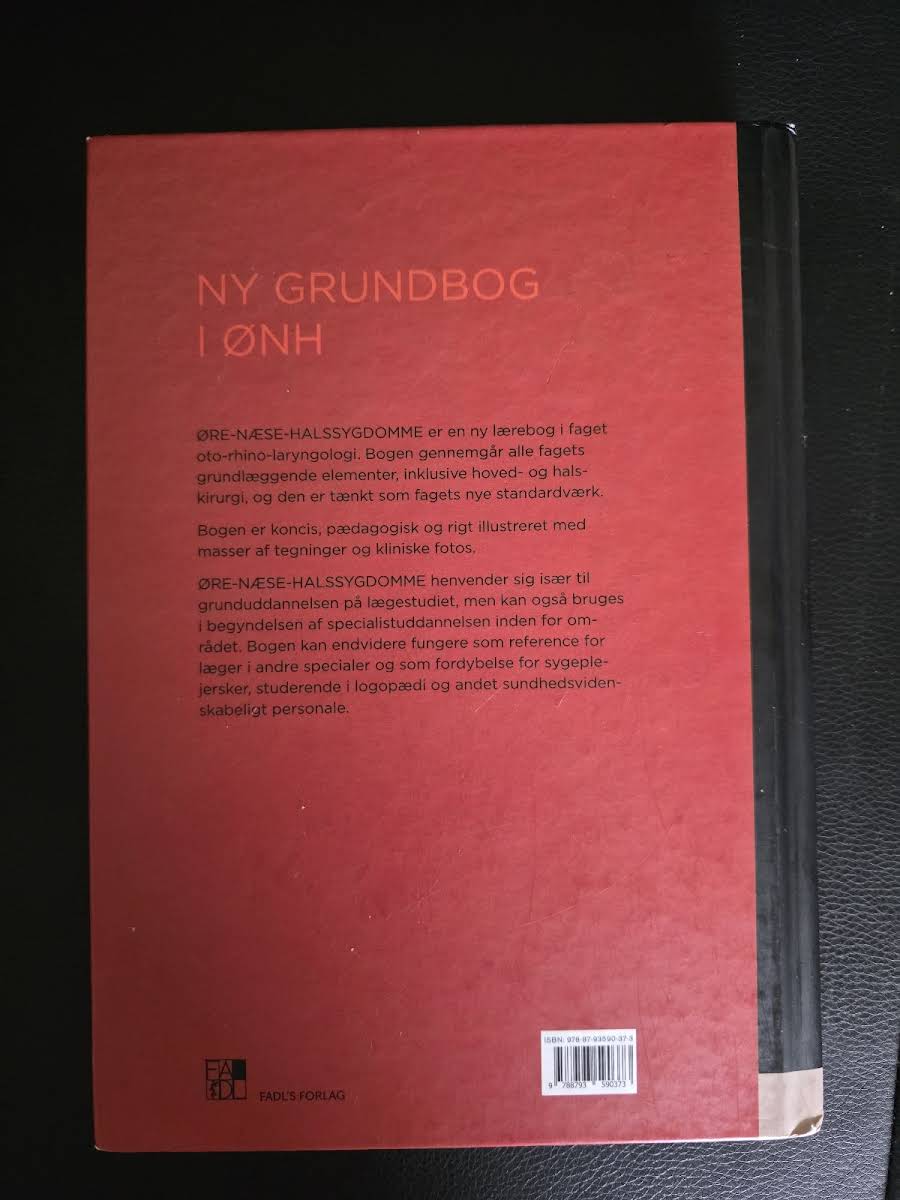 NY GRUNDBOG
I ØNH
ØRE-NÆSE-HALSSYGDOMME er en ny lærebog i faget
oto-rhino-laryngologi. Bogen gennemgår alle fagets
grundlæggende elementer, inklusive hoved- og hals-
kirurgi, og den er tænkt som fagets nye standardværk.
Bogen er koncis, pædagogisk og rigt illustreret med
masser af tegninger og kliniske fotos.
ØRE-NÆSE-HALSSYGDOMME henvender sig især til
grunduddannelsen på lægestudiet, men kan også bruges
i begyndelsen af specialistuddannelsen inden for om-
rådet. Bogen kan endvidere fungere som reference for
læger i andre specialer og som fordybelse for sygeple-
jersker, studerende i logopædi og andet sundhedsviden-
skabeligt personale.
ISBN: 978-87-93590-37-3
9 788793 590373
FADL
FADL'S FORLAG